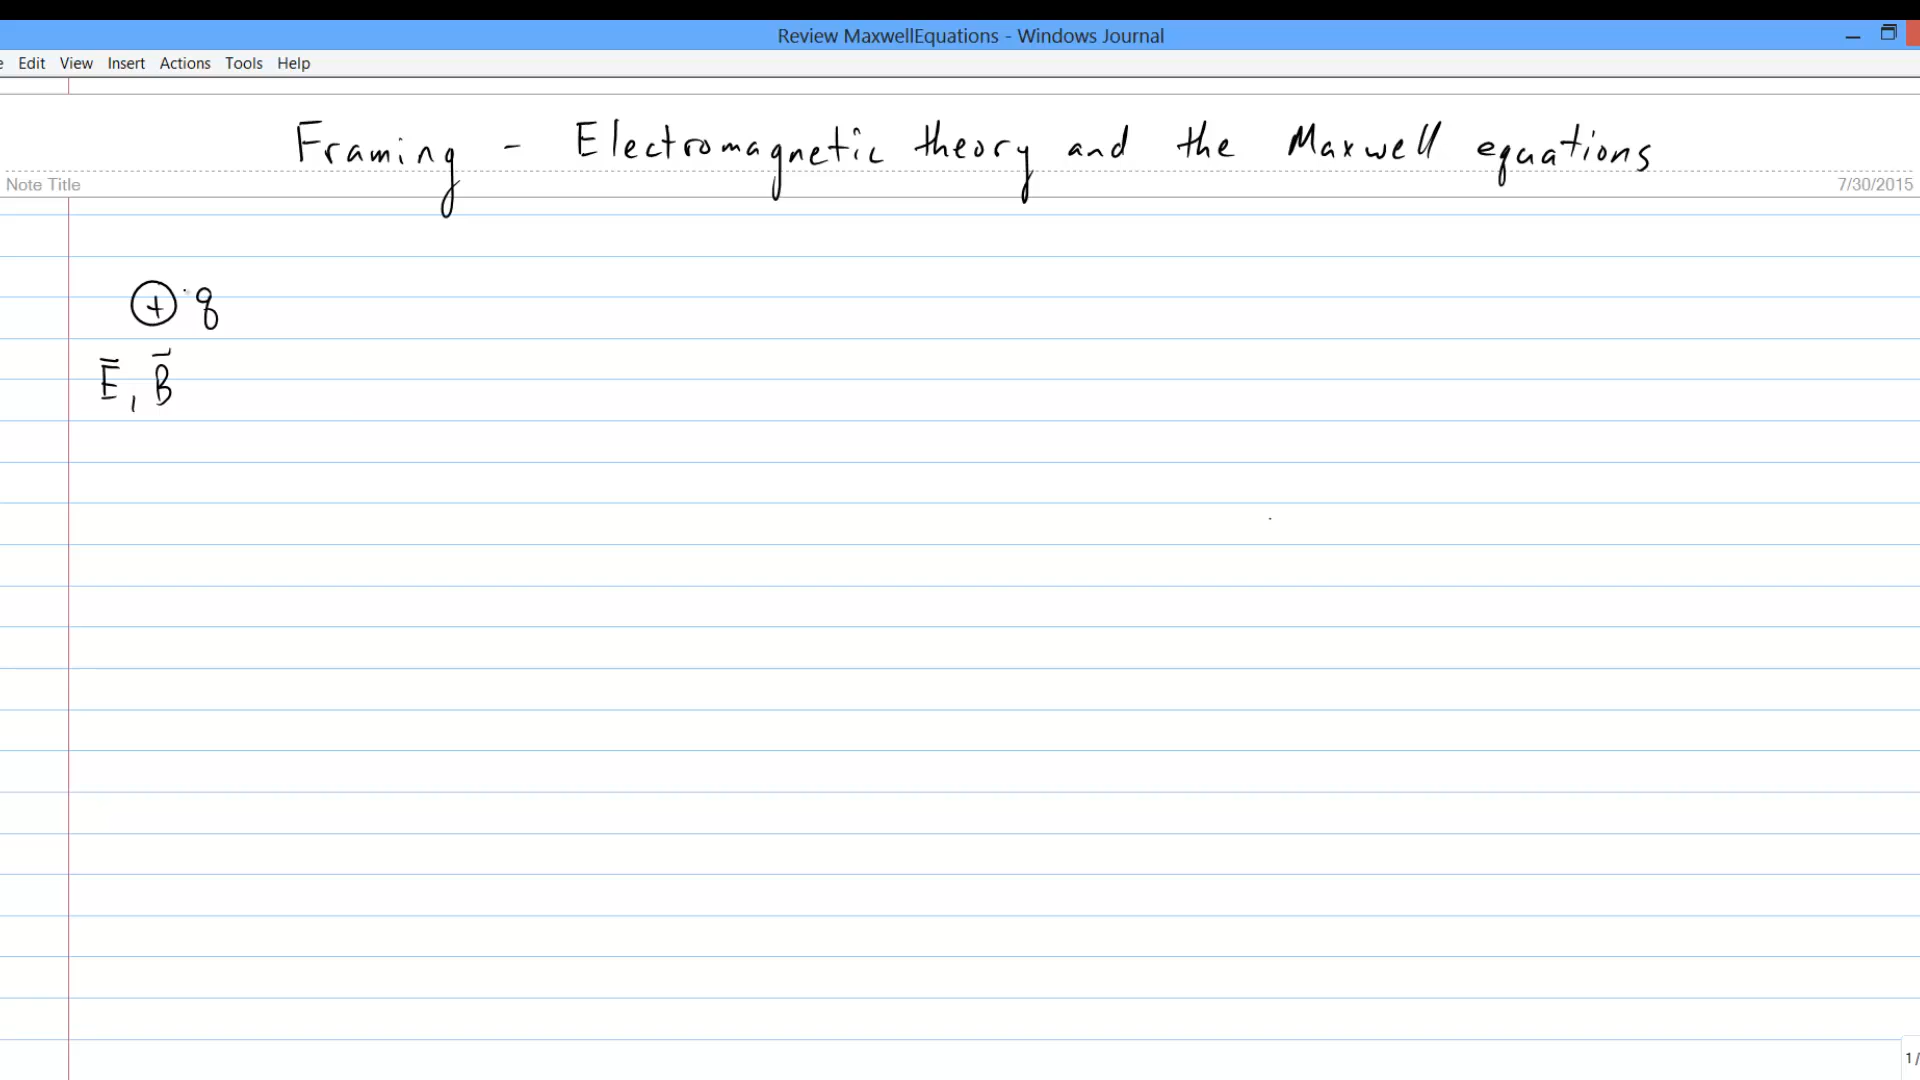 Review MaxwellEquations - Windows Journal
Edit View Insert Actions Tools Help
Framing - Electromagnetic theory and the Maxwell equations
Note Title
7/30/2015
+ q
E̅, B̅
1/